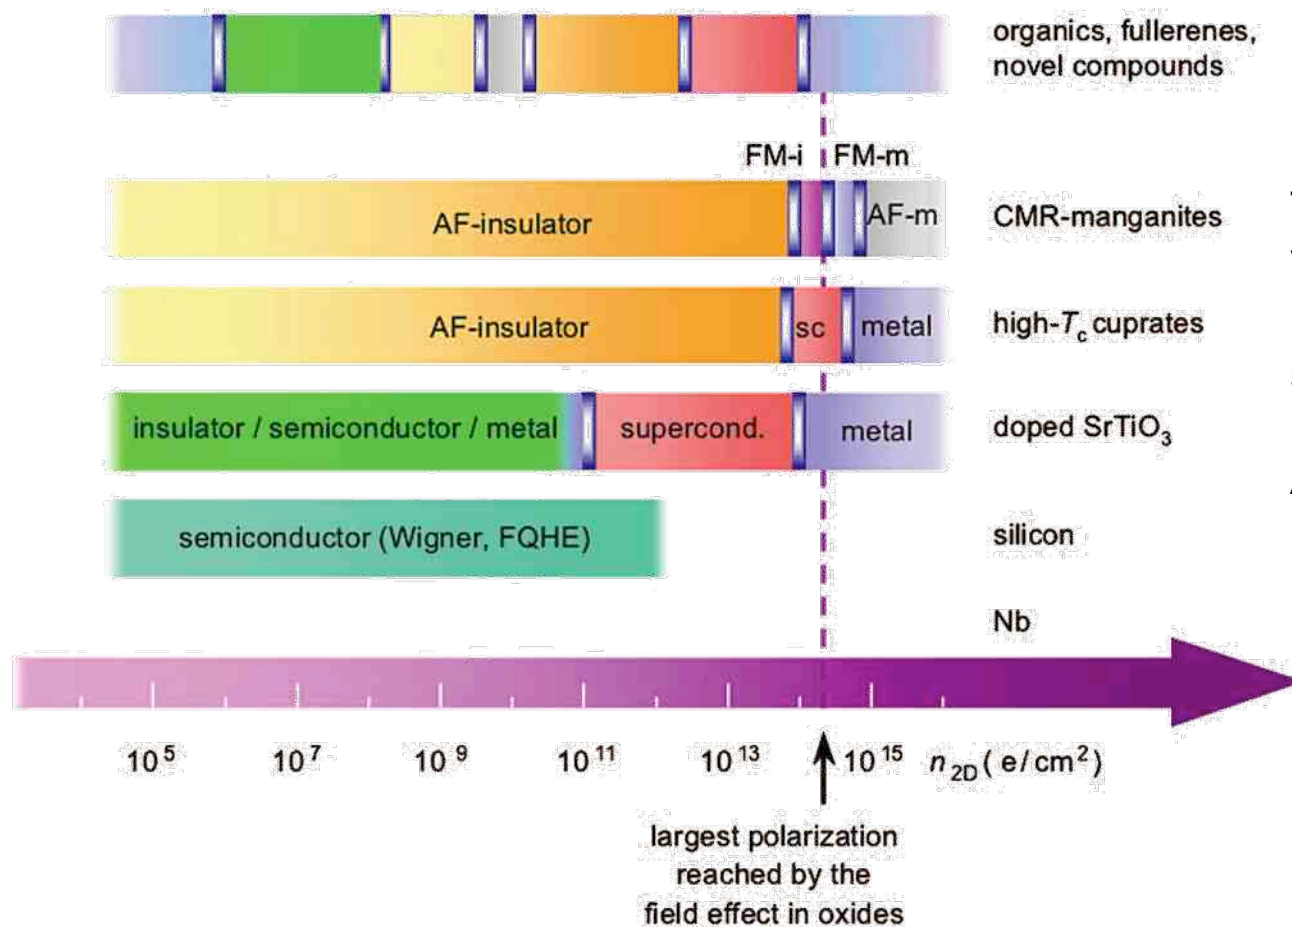 organics, fullerenes,
novel compounds
FM-i FM-m
AF-insulator AF-m CMR-manganites
AF-insulator sc metal high-Tc cuprates
insulator / semiconductor / metal supercond. metal doped SrTiO3
semiconductor (Wigner, FQHE) silicon
Nb
10^5 10^7 10^9 10^11 10^13 10^15 n2D ( e/cm^2)
largest polarization
reached by the
field effect in oxides